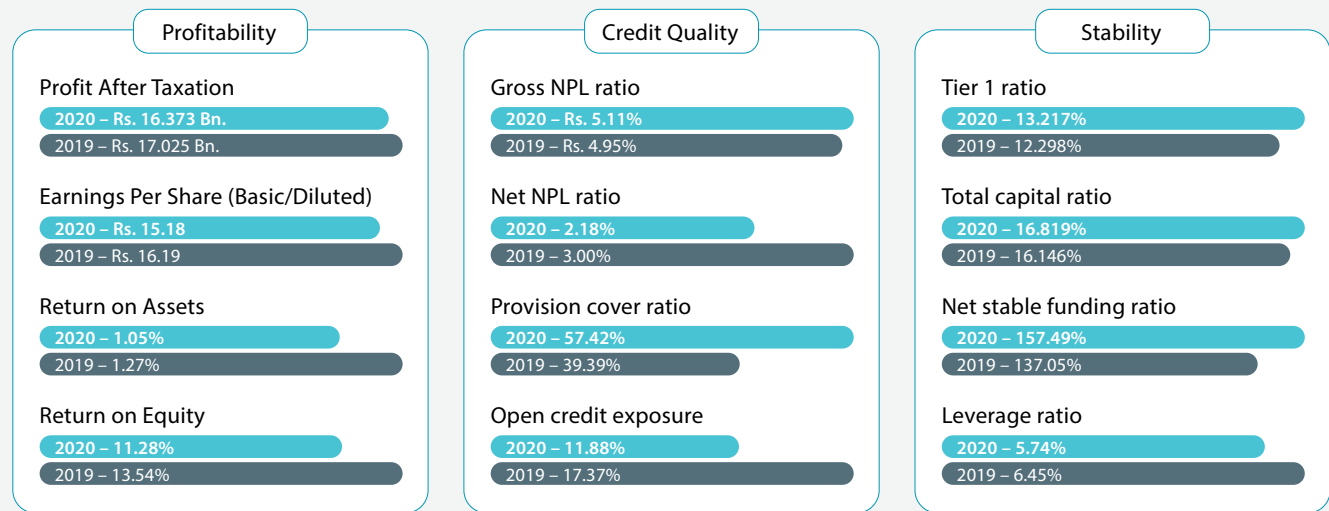 Profitability
Profit After Taxation
2020 – Rs. 16.373 Bn.
2019 – Rs. 17.025 Bn.
Earnings Per Share (Basic/Diluted)
2020 – Rs. 15.18
2019 – Rs. 16.19
Return on Assets
2020 – 1.05%
2019 – 1.27%
Return on Equity
2020 – 11.28%
2019 – 13.54%
Credit Quality
Gross NPL ratio
2020 – Rs. 5.11%
2019 – Rs. 4.95%
Net NPL ratio
2020 – 2.18%
2019 – 3.00%
Provision cover ratio
2020 – 57.42%
2019 – 39.39%
Open credit exposure
2020 – 11.88%
2019 – 17.37%
Stability
Tier 1 ratio
2020 – 13.217%
2019 – 12.298%
Total capital ratio
2020 – 16.819%
2019 – 16.146%
Net stable funding ratio
2020 – 157.49%
2019 – 137.05%
Leverage ratio
2020 – 5.74%
2019 – 6.45%